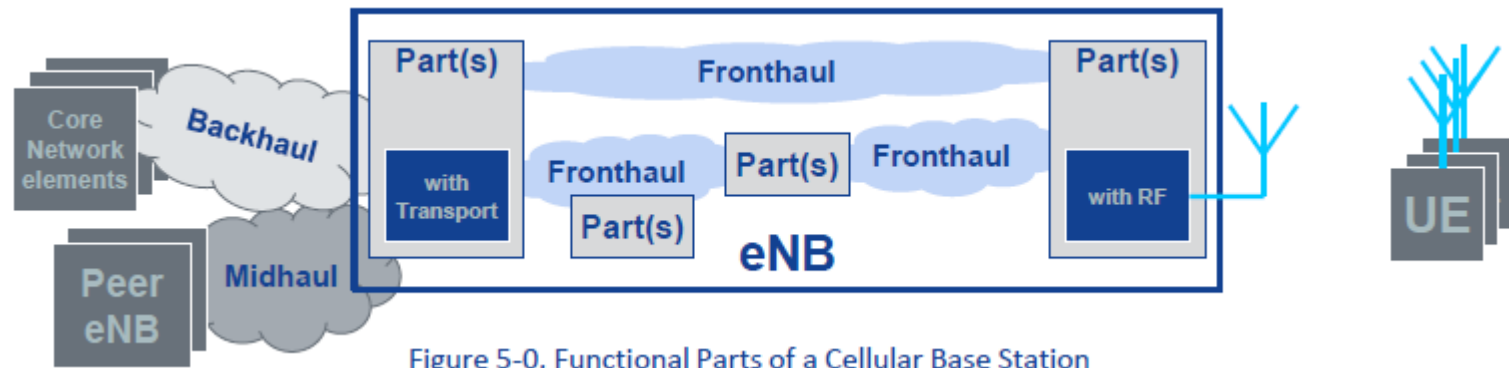 Core
Network
elements
Backhaul
Part(s)
with
Transport
Fronthaul
Fronthaul
Part(s)
Part(s)
Fronthaul
Part(s)
with RF
eNB
UE
Peer
eNB
Midhaul
Figure 5-0. Functional Parts of a Cellular Base Station